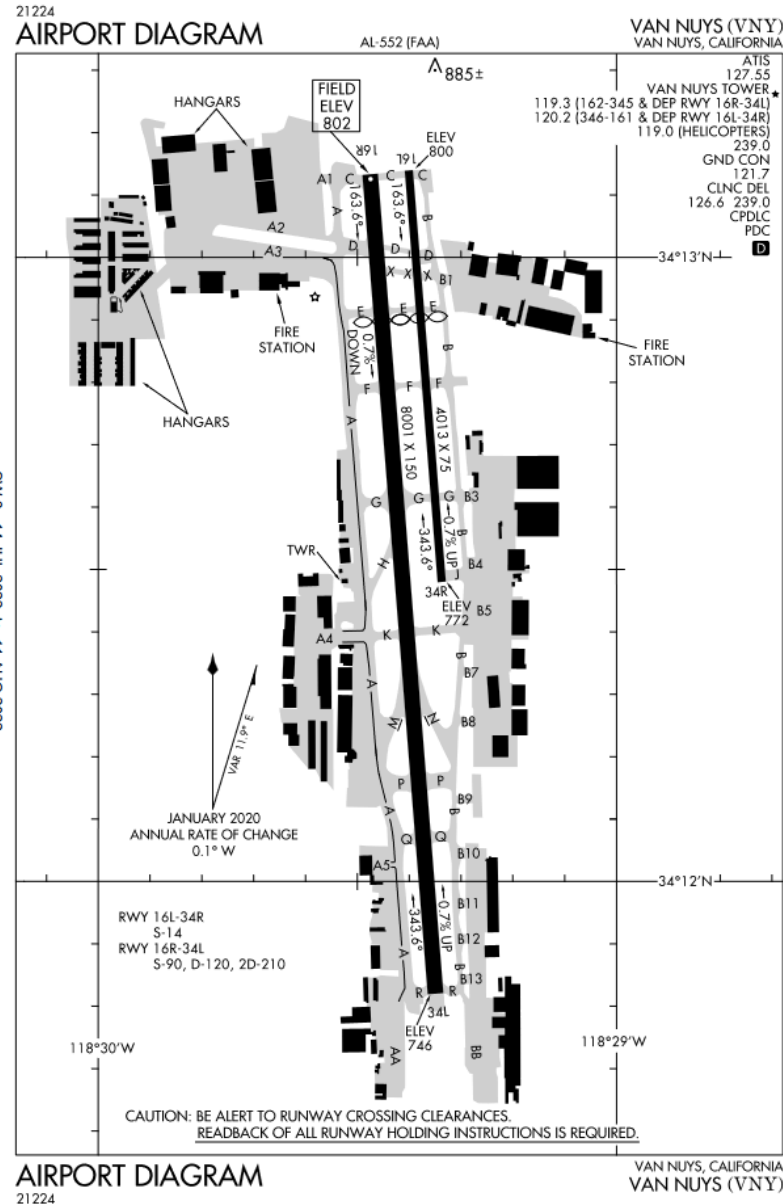 21224
AIRPORT DIAGRAM
AL-552 (FAA)
VAN NUYS (VNY)
VAN NUYS, CALIFORNIA
885±
ATIS
127.55
VAN NUYS TOWER
119.3 (162-345 & DEP RWY 16R-34L)
120.2 (346-161 & DEP RWY 16L-34R)
119.0 (HELICOPTERS)
239.0
GND CON
121.7
CLNC DEL
126.6 239.0
CPDLC
PDC
D
HANGARS
FIELD
ELEV
802
ELEV
800
16R
16L
A1
C
C
C
163.6°
163.6°
A
B
A2
A3
D
D
D
34°13'N
X
X
X
B1
E
E
E
FIRE
STATION
FIRE
STATION
0.7%
DOWN
B
HANGARS
F
F
F
A
8001 X 150
4013 X 75
G
G
G
B3
343.6°
0.7% UP
B
TWR
H
J
B4
34R
ELEV
772
B5
A4
K
K
B
B7
A
M
N
B8
VAR 11.9° E
P
P
B9
JANUARY 2020
ANNUAL RATE OF CHANGE
0.1° W
A
B
Q
Q
B10
A5
34°12'N
RWY 16L-34R
S-14
RWY 16R-34L
S-90, D-120, 2D-210
343.6°
0.7% UP
B11
B12
A
B
B13
R
R
34L
ELEV
746
118°30'W
118°29'W
AA
BB
CAUTION: BE ALERT TO RUNWAY CROSSING CLEARANCES.
READBACK OF ALL RUNWAY HOLDING INSTRUCTIONS IS REQUIRED.
AIRPORT DIAGRAM
21224
VAN NUYS, CALIFORNIA
VAN NUYS (VNY)